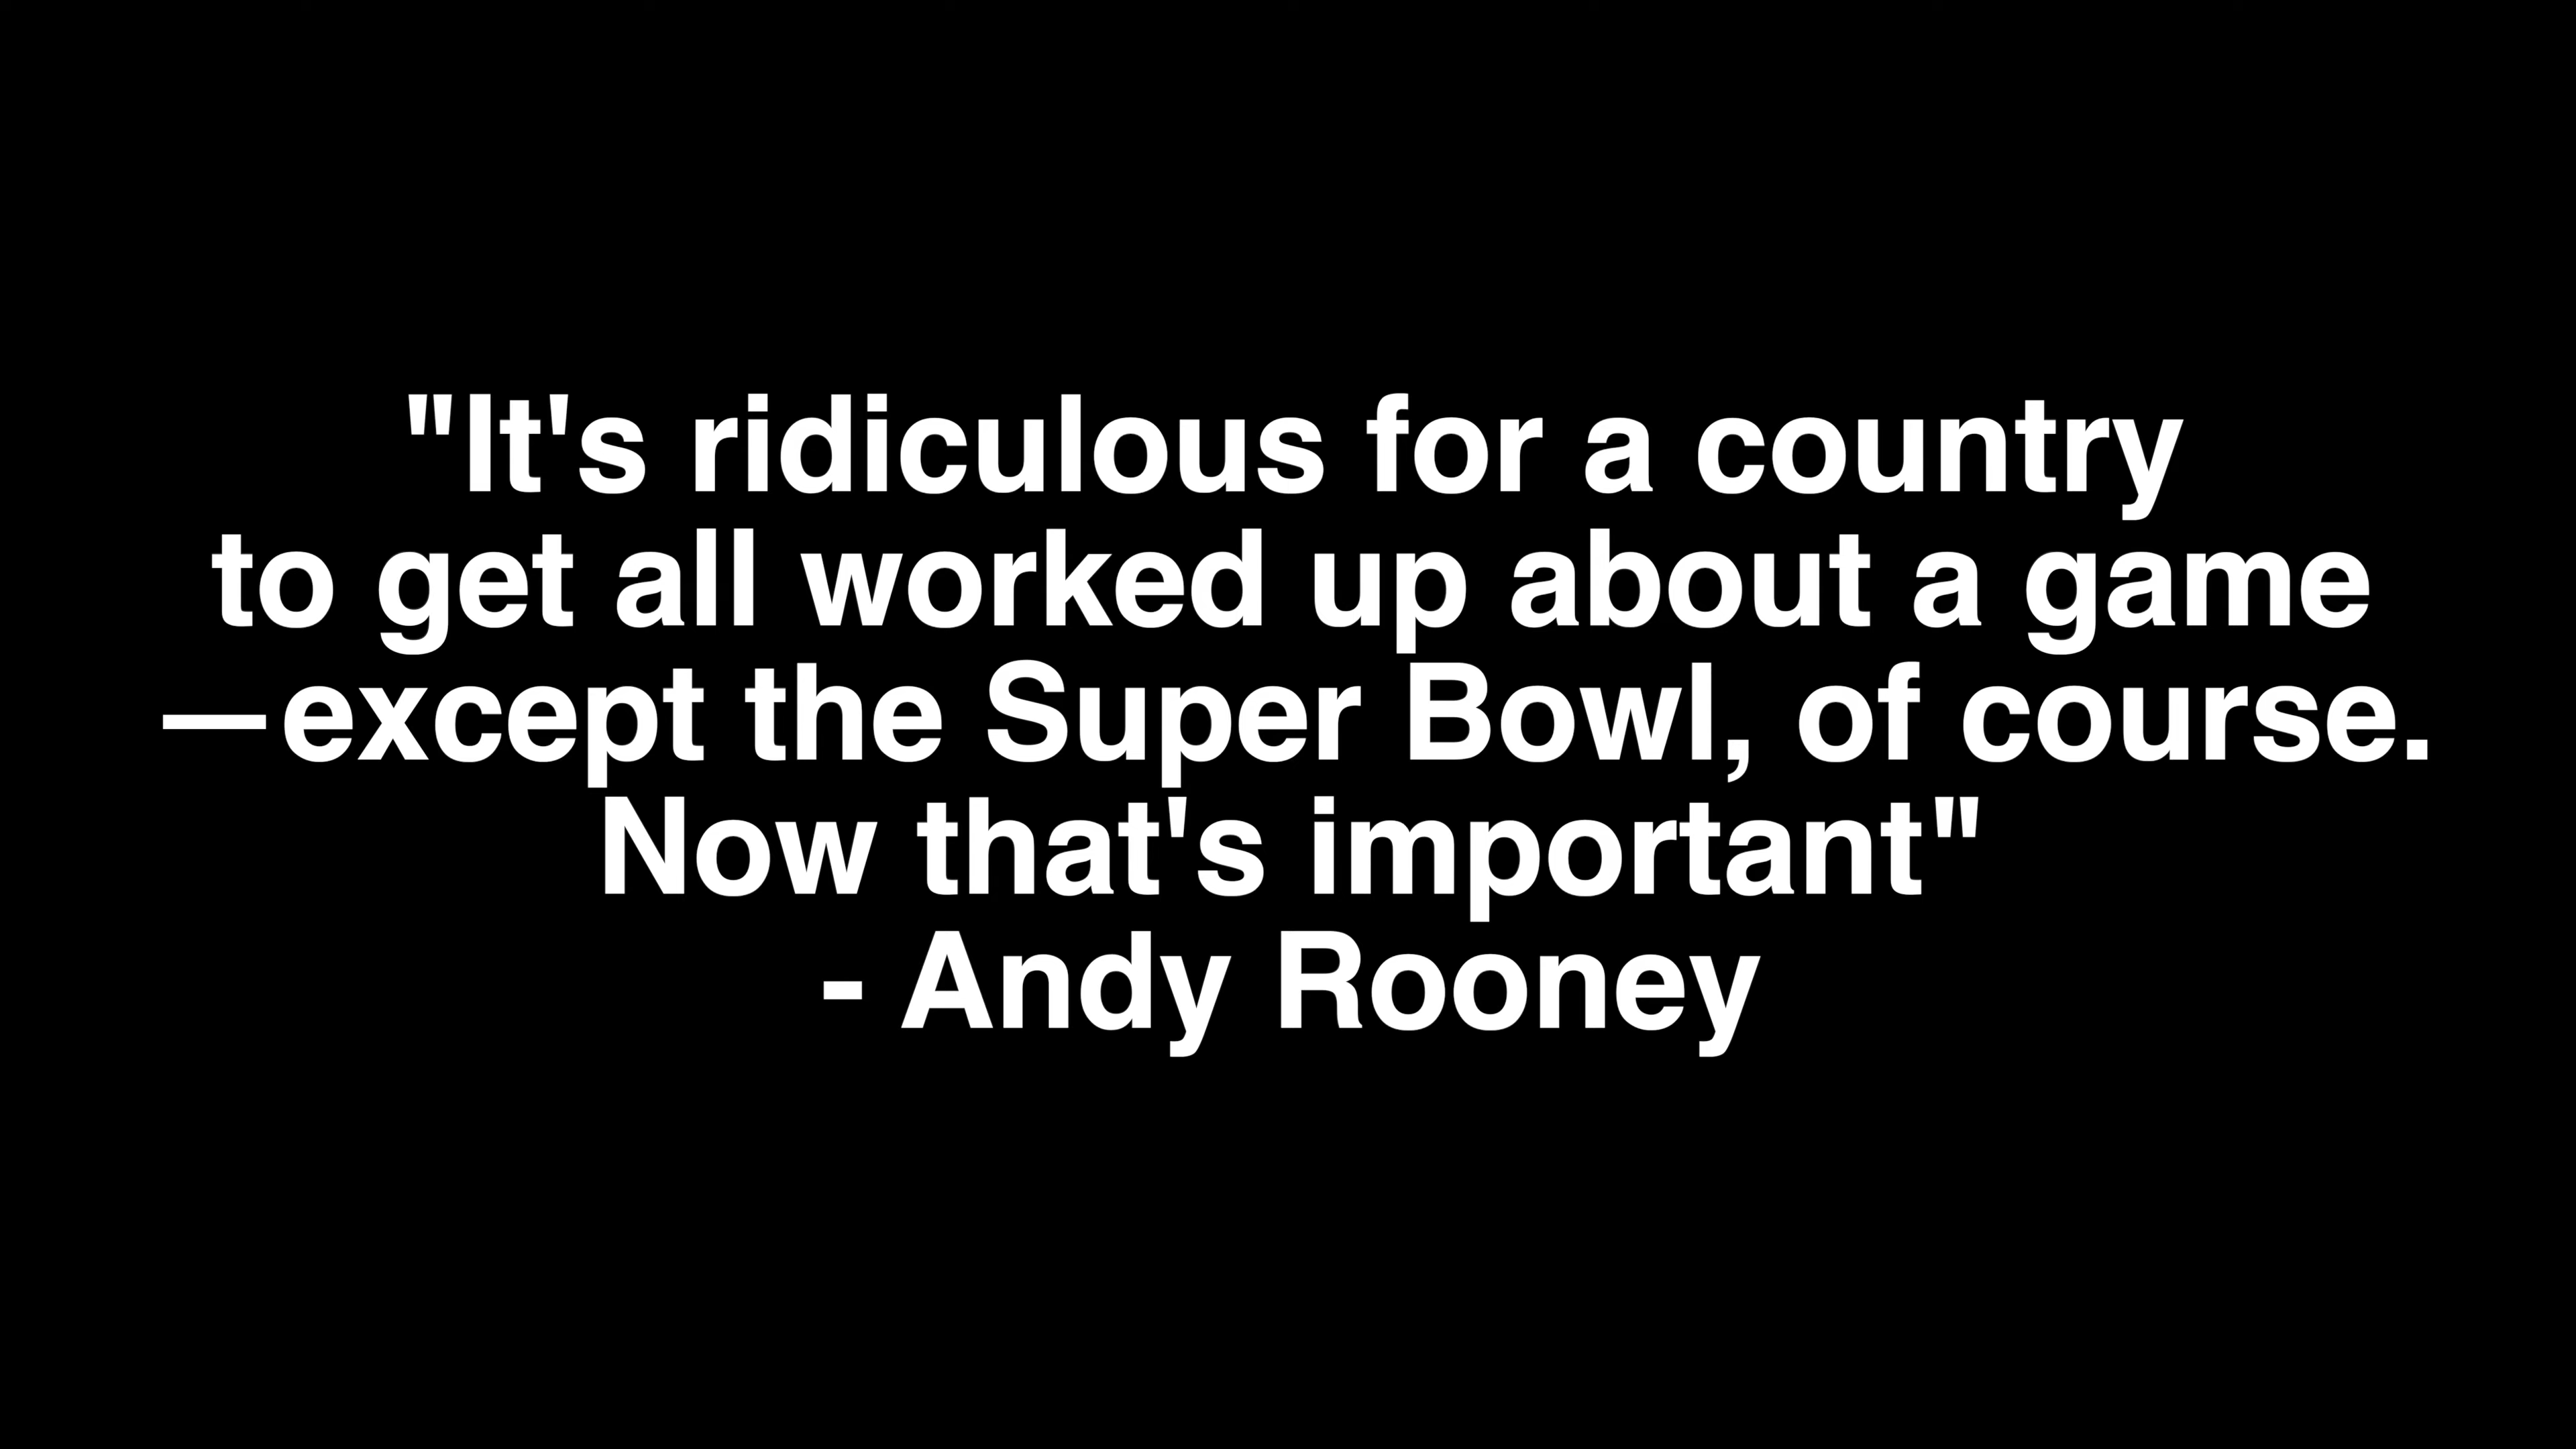 "It's ridiculous for a country
to get all worked up about a game
—except the Super Bowl, of course.
Now that's important"
- Andy Rooney